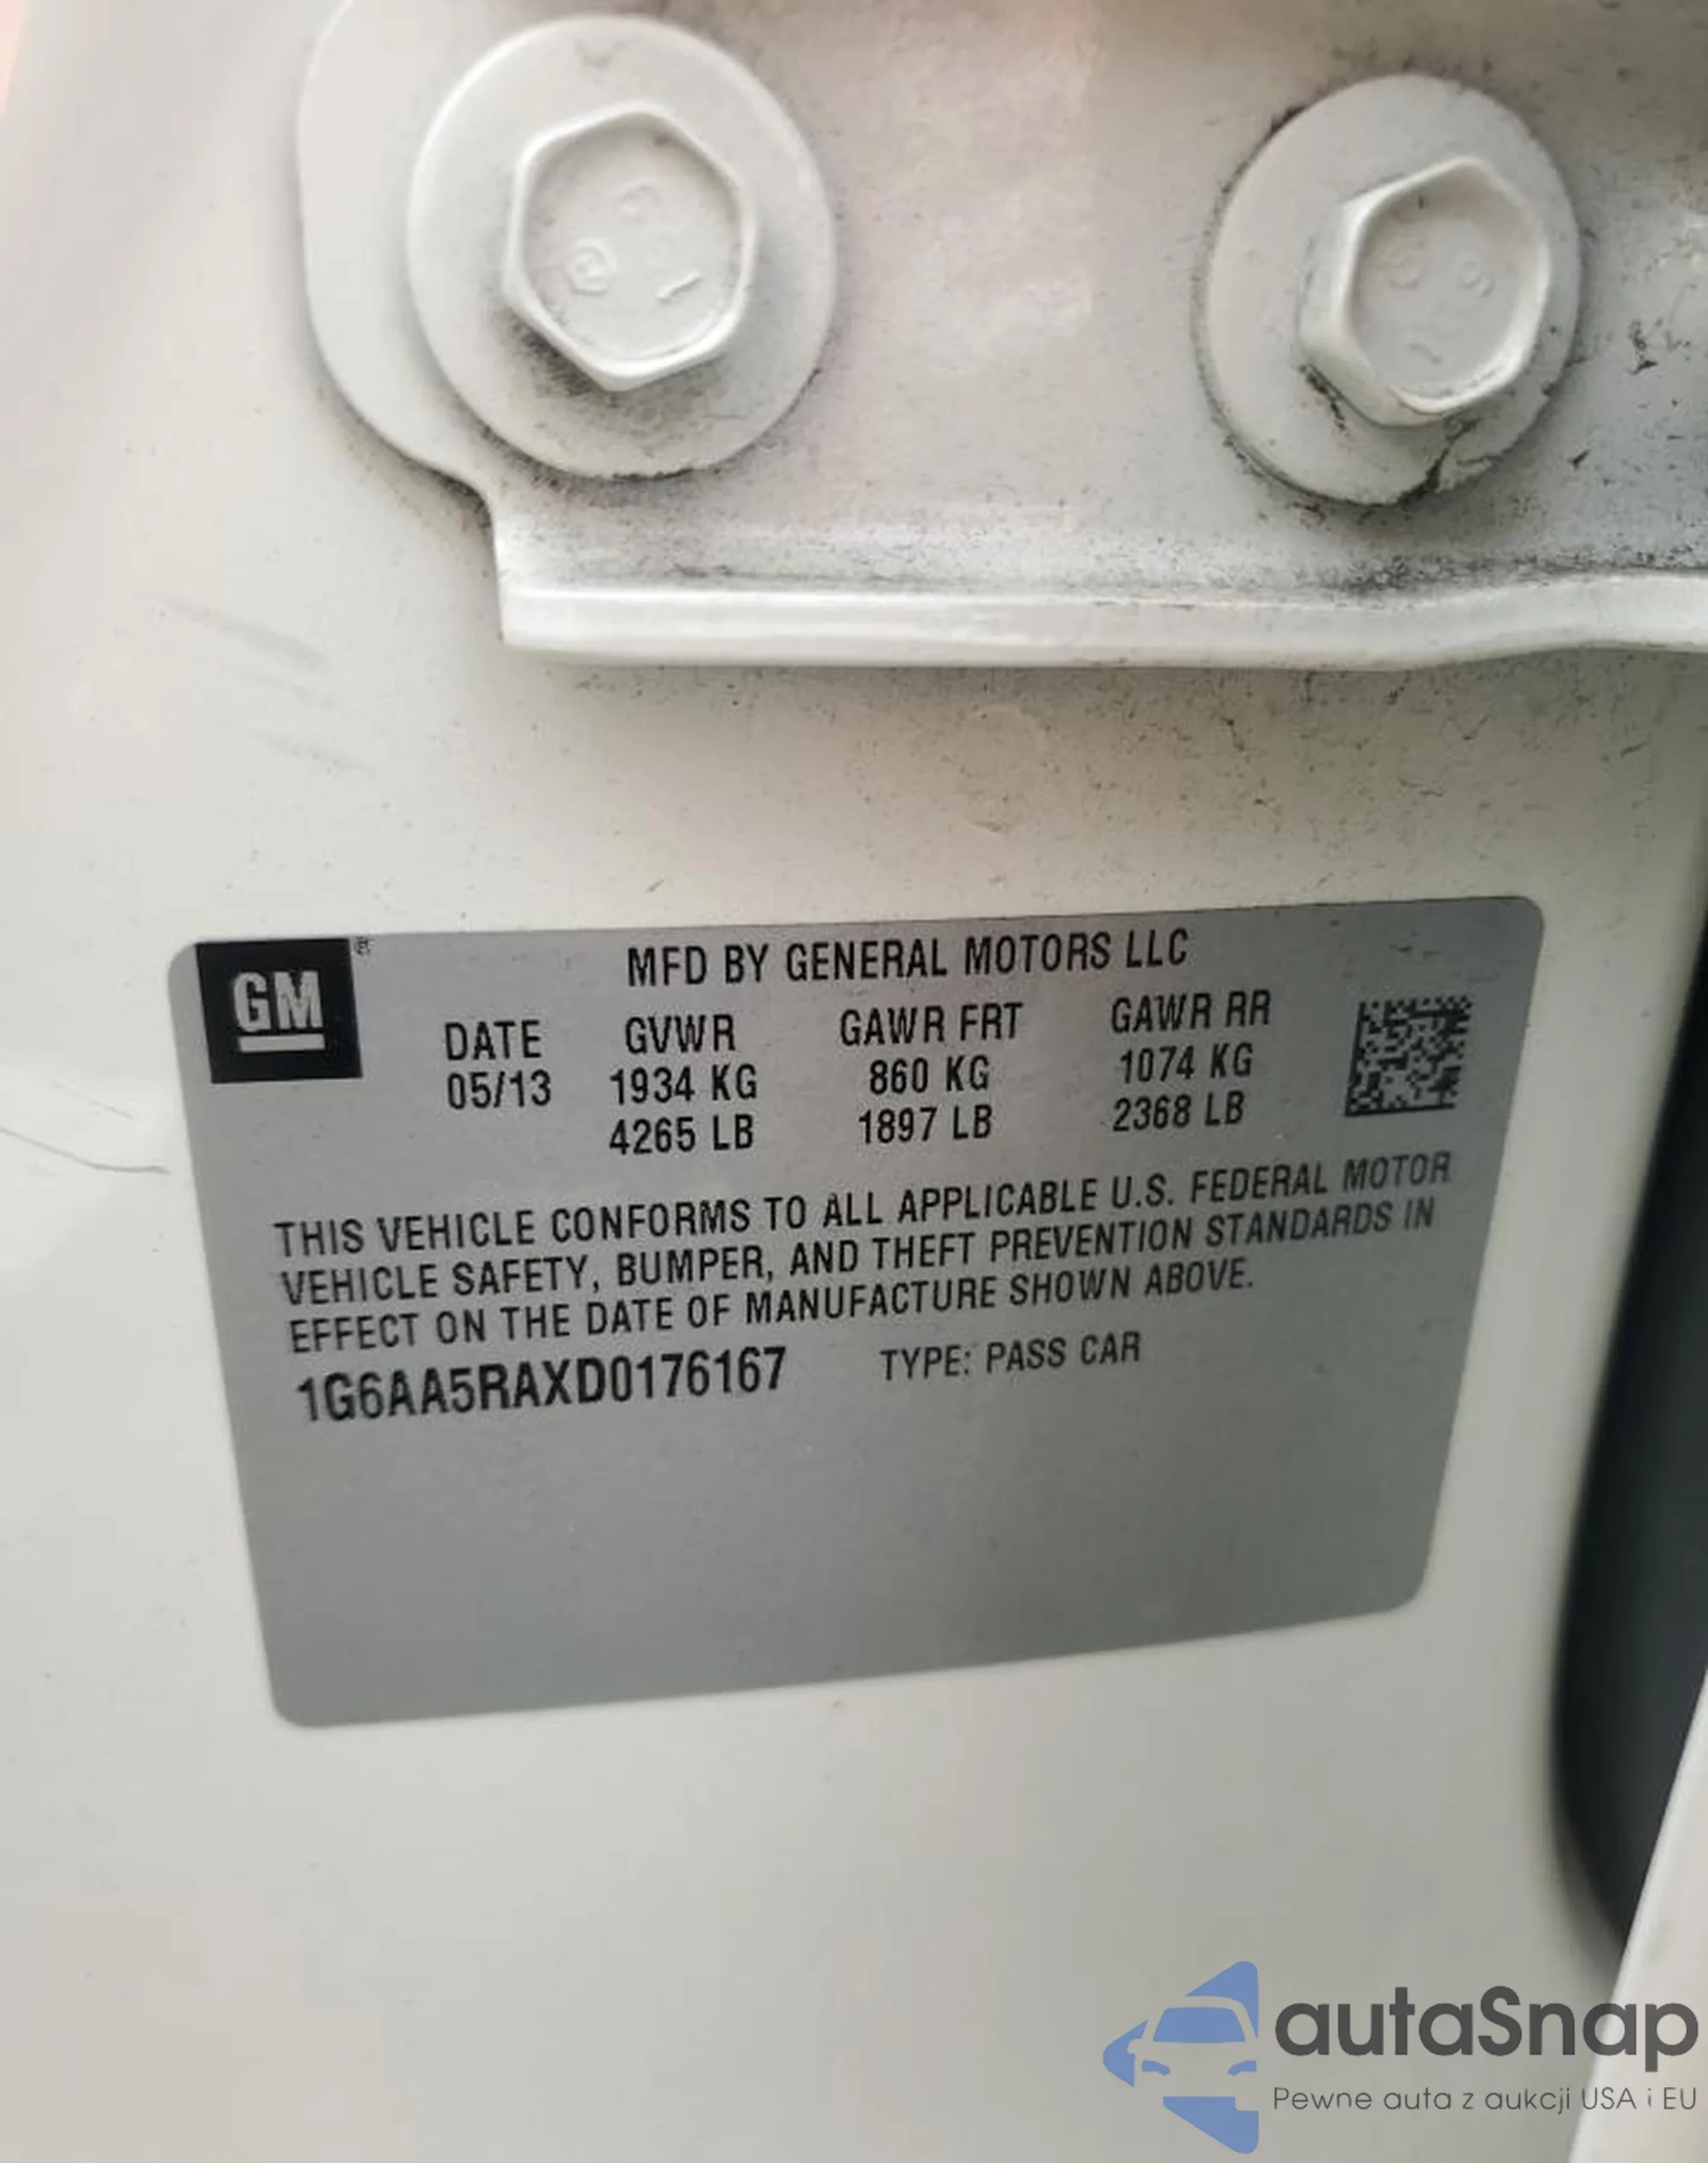 GM
MFD BY GENERAL MOTORS LLC
DATE GVWR GAWR FRT GAWR RR
05/13 1934 KG 860 KG 1074 KG
4265 LB 1897 LB 2368 LB
THIS VEHICLE CONFORMS TO ALL APPLICABLE U.S. FEDERAL MOTOR
VEHICLE SAFETY, BUMPER, AND THEFT PREVENTION STANDARDS IN
EFFECT ON THE DATE OF MANUFACTURE SHOWN ABOVE.
1G6AA5RAXD0176167 TYPE: PASS CAR
autaSnap
Pewne auta z aukcji USA i EU